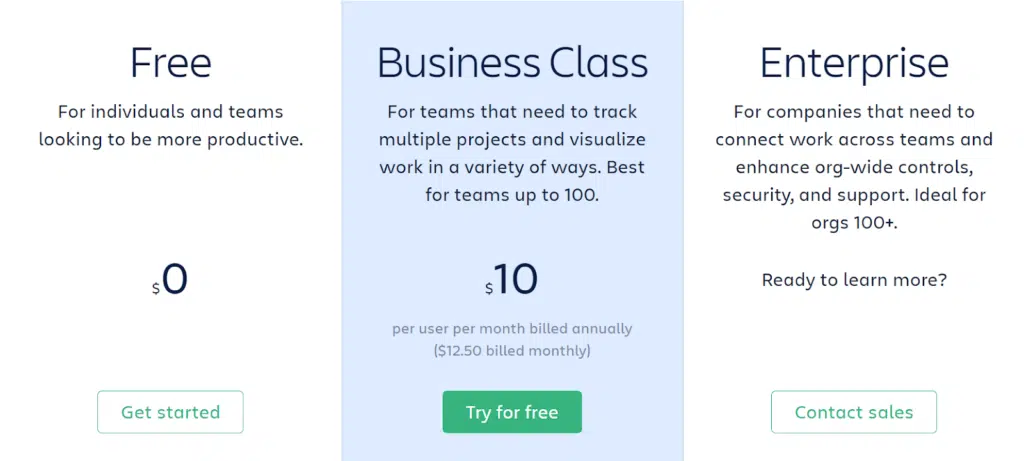 Free
For individuals and teams
looking to be more productive.
$0
Get started
Business Class
For teams that need to track
multiple projects and visualize
work in a variety of ways. Best
for teams up to 100.
$10
per user per month billed annually
($12.50 billed monthly)
Try for free
Enterprise
For companies that need to
connect work across teams and
enhance org-wide controls,
security, and support. Ideal for
orgs 100+.
Ready to learn more?
Contact sales